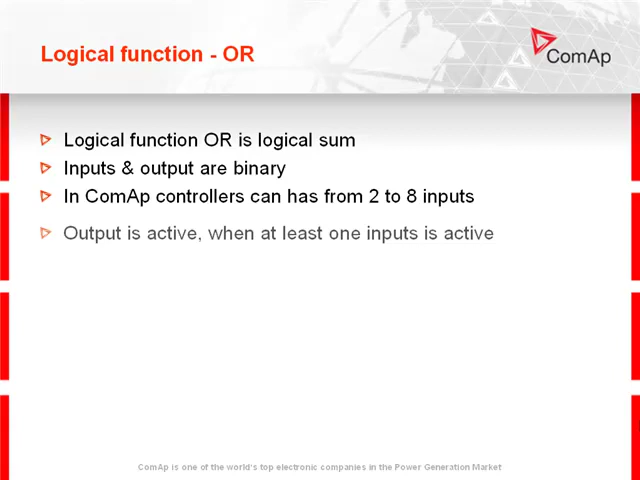 Logical function - OR
ComAp
Logical function OR is logical sum
Inputs & output are binary
In ComAp controllers can has from 2 to 8 inputs
Output is active, when at least one inputs is active
ComAp is one of the world's top electronic companies in the Power Generation Market